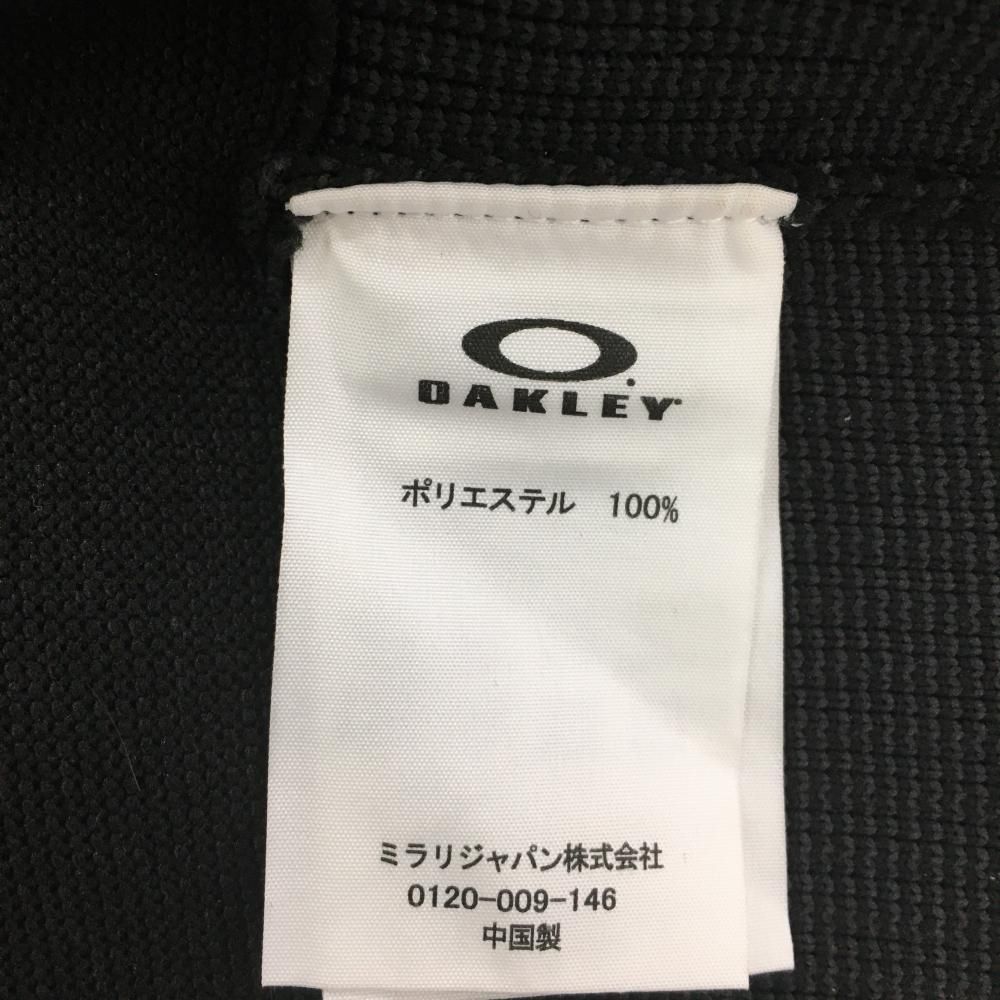 OAKLEY
ポリエステル 100%
ミラリジャパン株式会社
0120-009-146
中国製